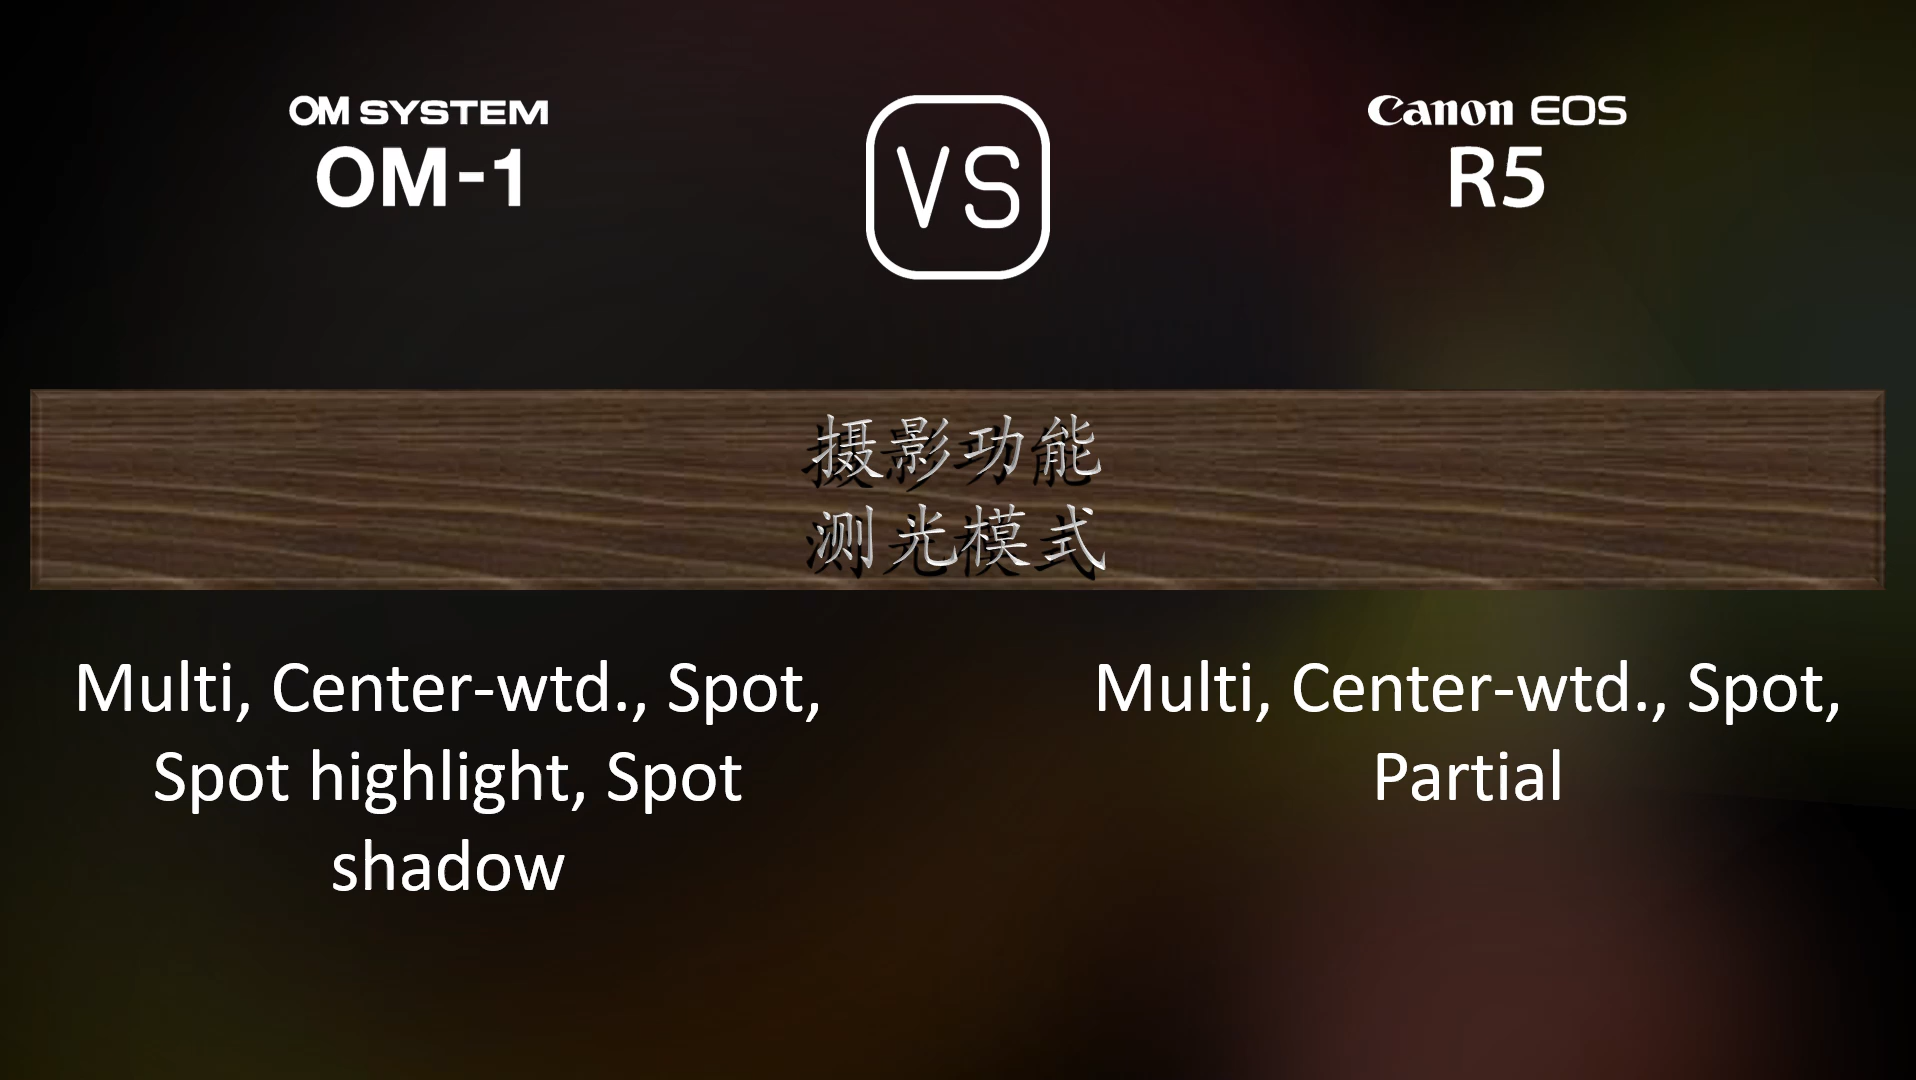 OM SYSTEM
OM-1
VS
Canon EOS
R5
摄影功能
测光模式
Multi, Center-wtd., Spot,
Spot highlight, Spot
shadow
Multi, Center-wtd., Spot,
Partial